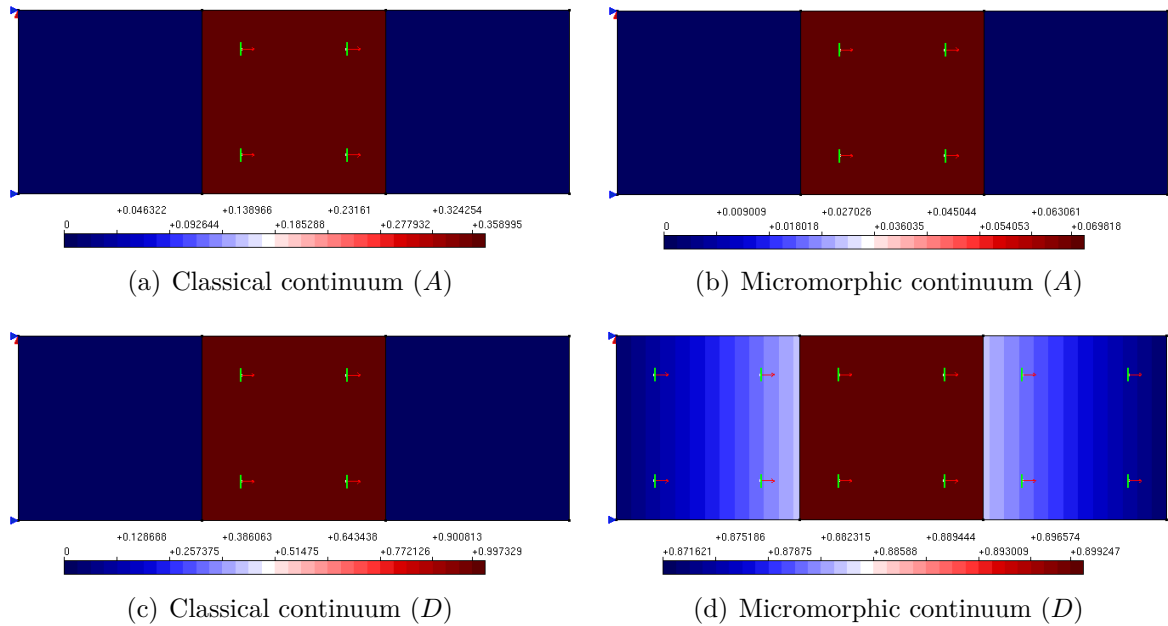 +0.046322 +0.138966 +0.23161 +0.324254
0 +0.092644 +0.185288 +0.277932 +0.358995
(a) Classical continuum (A)
+0.009009 +0.027026 +0.045044 +0.063061
0 +0.018018 +0.036035 +0.054053 +0.069818
(b) Micromorphic continuum (A)
+0.128688 +0.386063 +0.643438 +0.900813
0 +0.257375 +0.51475 +0.772126 +0.997329
(c) Classical continuum (D)
+0.875186 +0.882315 +0.889444 +0.896574
+0.871621 +0.87875 +0.88588 +0.893009 +0.899247
(d) Micromorphic continuum (D)